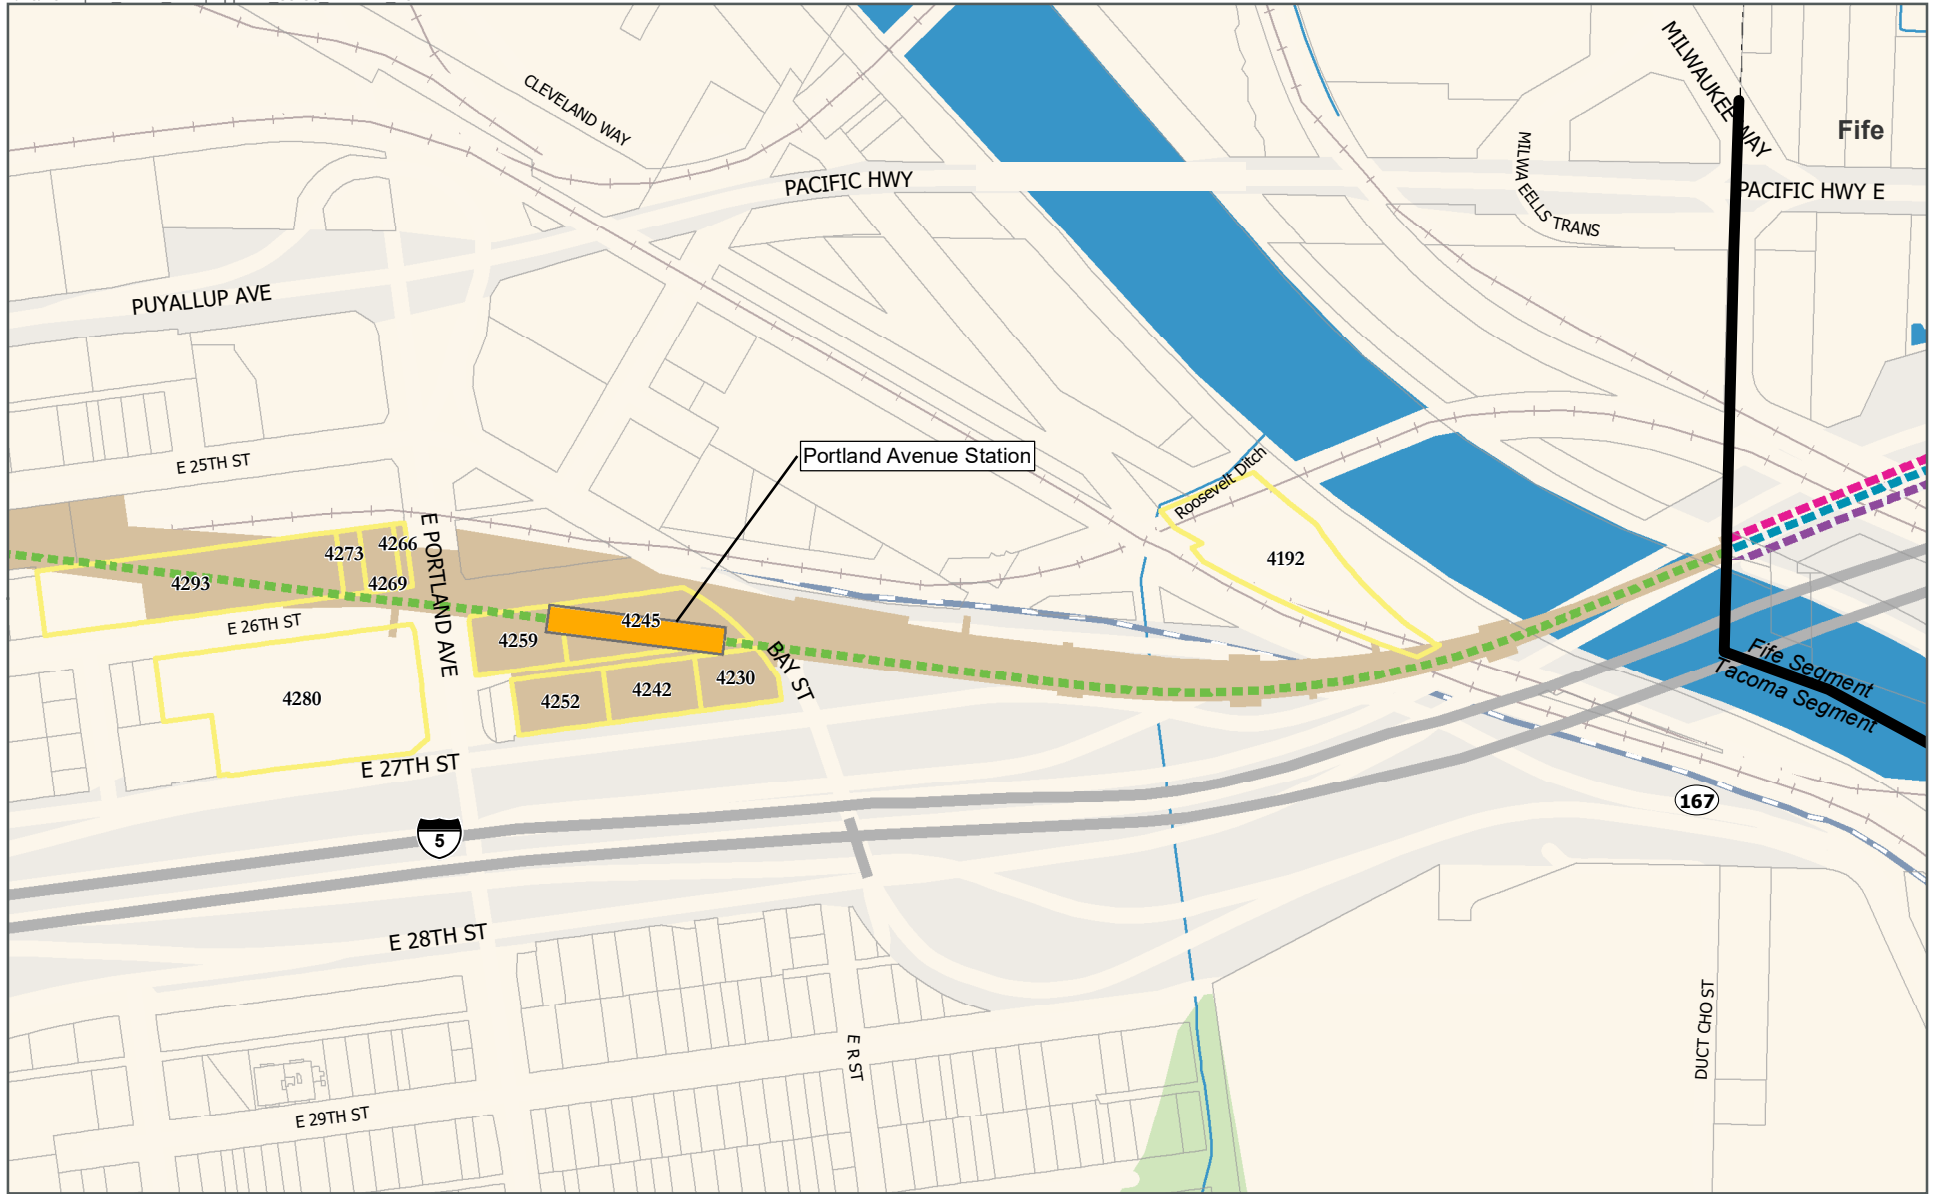 CLEVELAND WAY
MILWAUKEE WAY
Fife
PACIFIC HWY
MILWA EELLS TRANS
PACIFIC HWY E
PUYALLUP AVE
E 25TH ST
Portland Avenue Station
Roosevelt Ditch
E PORTLAND AVE
4266
4273
4269
4293
4192
E 26TH ST
4245
4259
BAY ST
4230
4242
4252
4280
Fife Segment
Tacoma Segment
E 27TH ST
5
167
E 28TH ST
E R ST
DUCT CHO ST
E 29TH ST